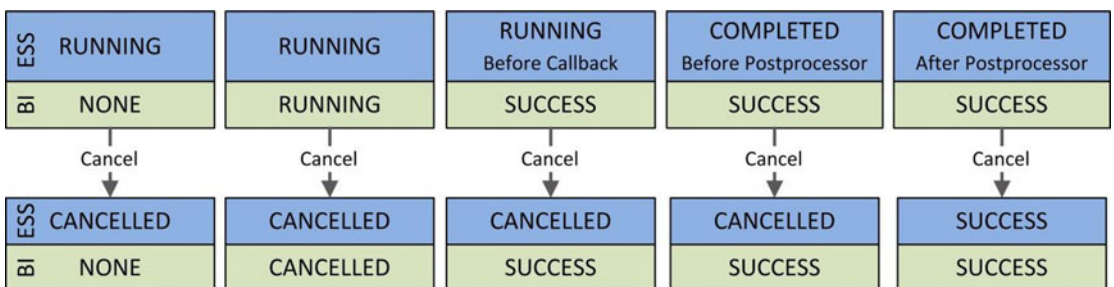 ESS RUNNING RUNNING RUNNING COMPLETED COMPLETED
Before Callback Before Postprocessor After Postprocessor
BI NONE RUNNING SUCCESS SUCCESS SUCCESS
Cancel Cancel Cancel Cancel Cancel
ESS CANCELLED CANCELLED CANCELLED CANCELLED SUCCESS
BI NONE CANCELLED SUCCESS SUCCESS SUCCESS